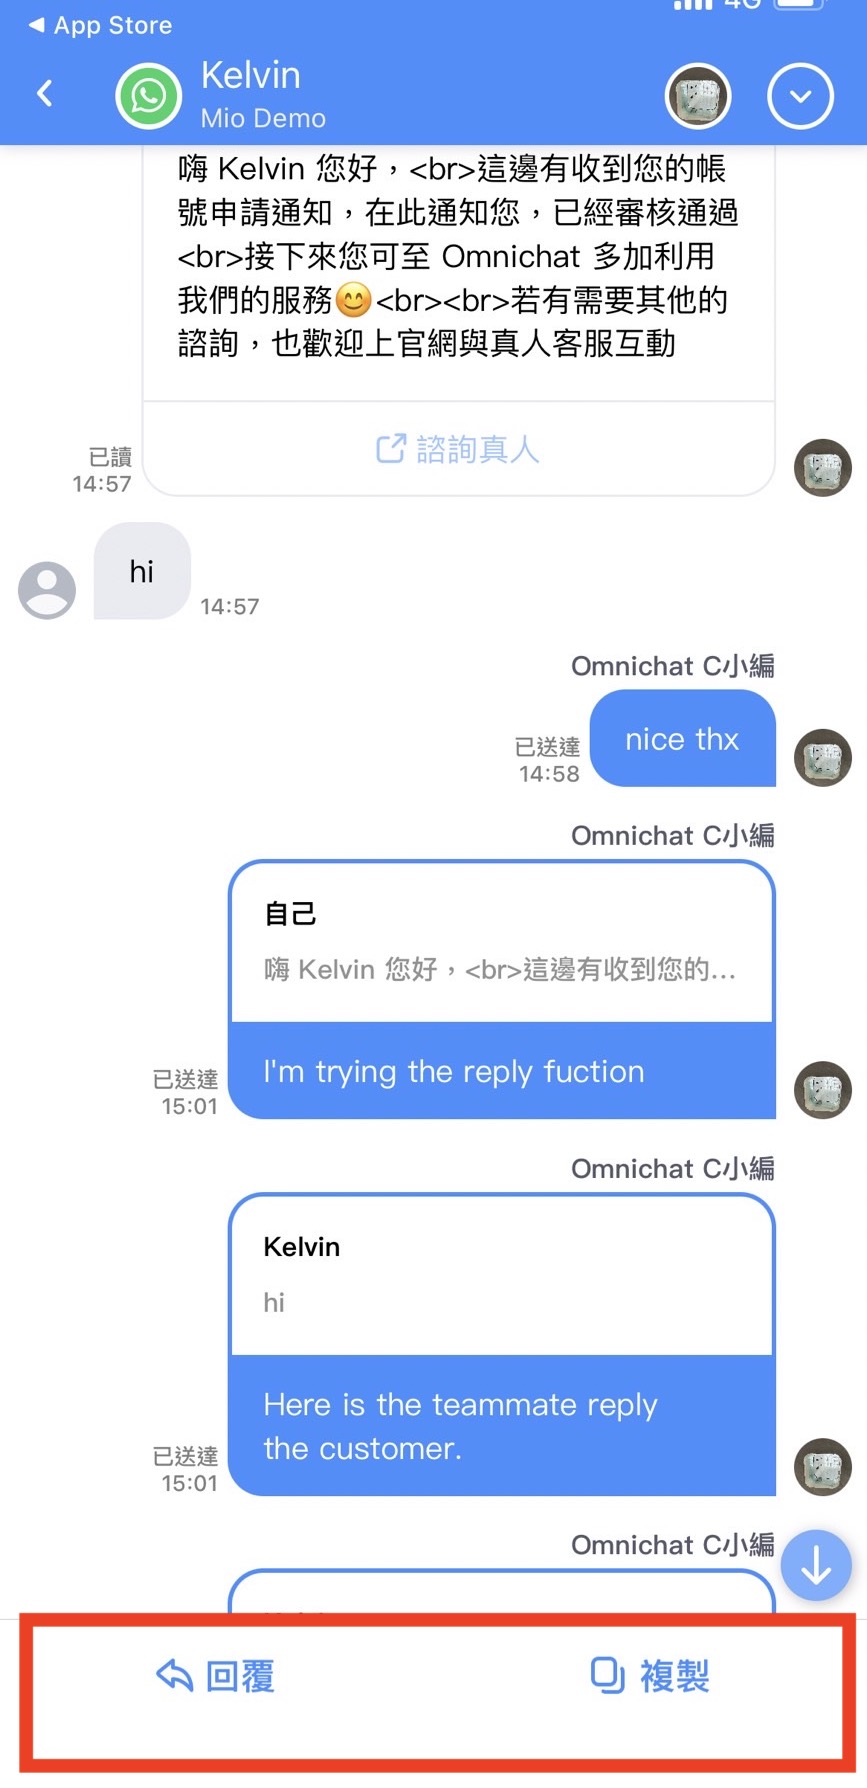 ◀ App Store
4G
Kelvin
Mio Demo
嗨 Kelvin 您好，<br>這邊有收到您的帳
號申請通知，在此通知您，已經審核通過
<br>接下來您可至 Omnichat 多加利用
我們的服務😊<br><br>若有需要其他的
諮詢，也歡迎上官網與真人客服互動
諮詢真人
已讀
14:57
hi
14:57
Omnichat C小編
nice thx
已送達
14:58
Omnichat C小編
自己
嗨 Kelvin 您好，<br>這邊有收到您的...
I'm trying the reply fuction
已送達
15:01
Omnichat C小編
Kelvin
hi
Here is the teammate reply
the customer.
已送達
15:01
Omnichat C小編
回覆
複製